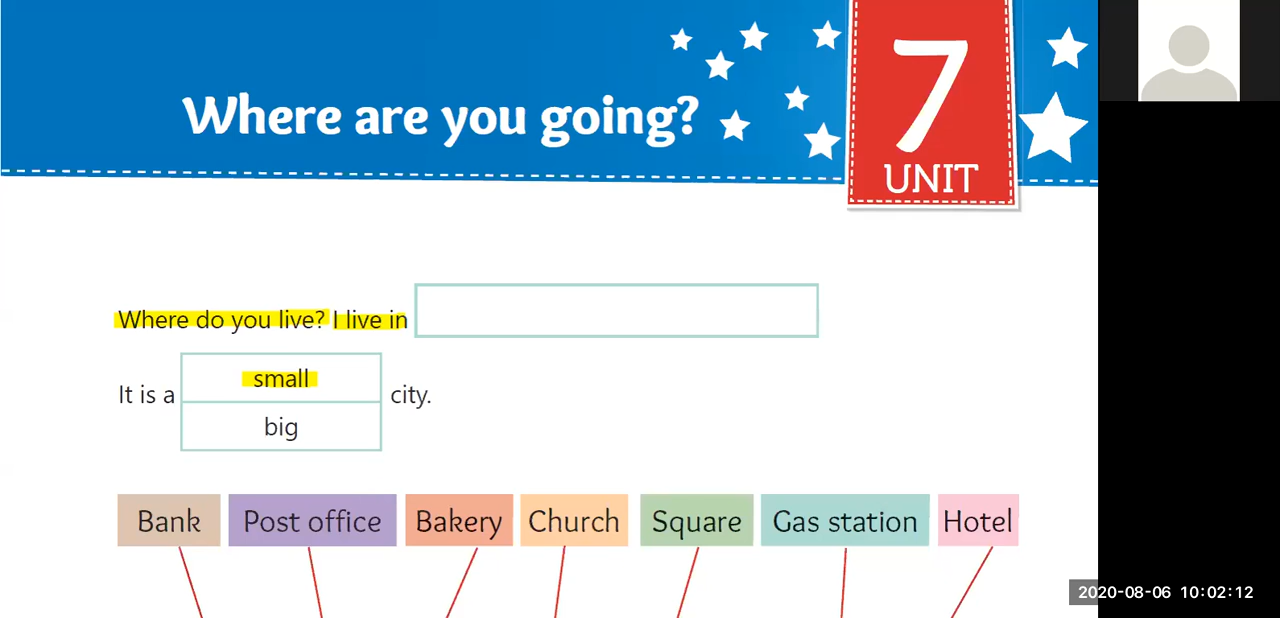 Where are you going?
7
UNIT
Where do you live? I live in
small
It is a city.
big
Bank Post office Bakery Church Square Gas station Hotel
2020-08-06 10:02:12